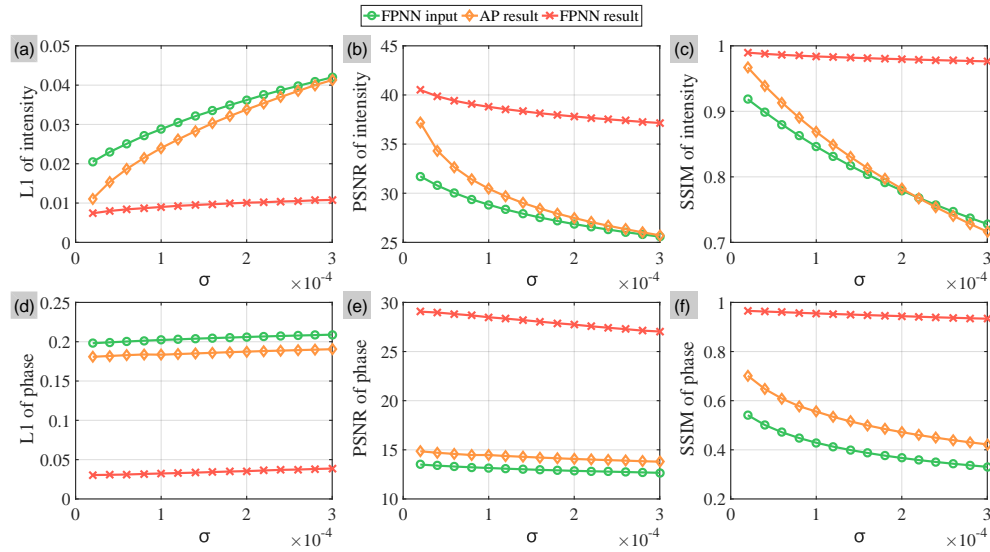 FPNN input AP result FPNN result
(a) (b) (c)
L1 of intensity
0.05
0.04
0.03
0.02
0.01
0
0 1 2 3
σ ×10⁻⁴
PSNR of intensity
45
40
35
30
25
0 1 2 3
σ ×10⁻⁴
SSIM of intensity
1
0.9
0.8
0.7
0 1 2 3
σ ×10⁻⁴
(d) (e) (f)
L1 of phase
0.25
0.2
0.15
0.1
0.05
0
0 1 2 3
σ ×10⁻⁴
PSNR of phase
30
25
20
15
10
0 1 2 3
σ ×10⁻⁴
SSIM of phase
1
0.8
0.6
0.4
0.2
0 1 2 3
σ ×10⁻⁴